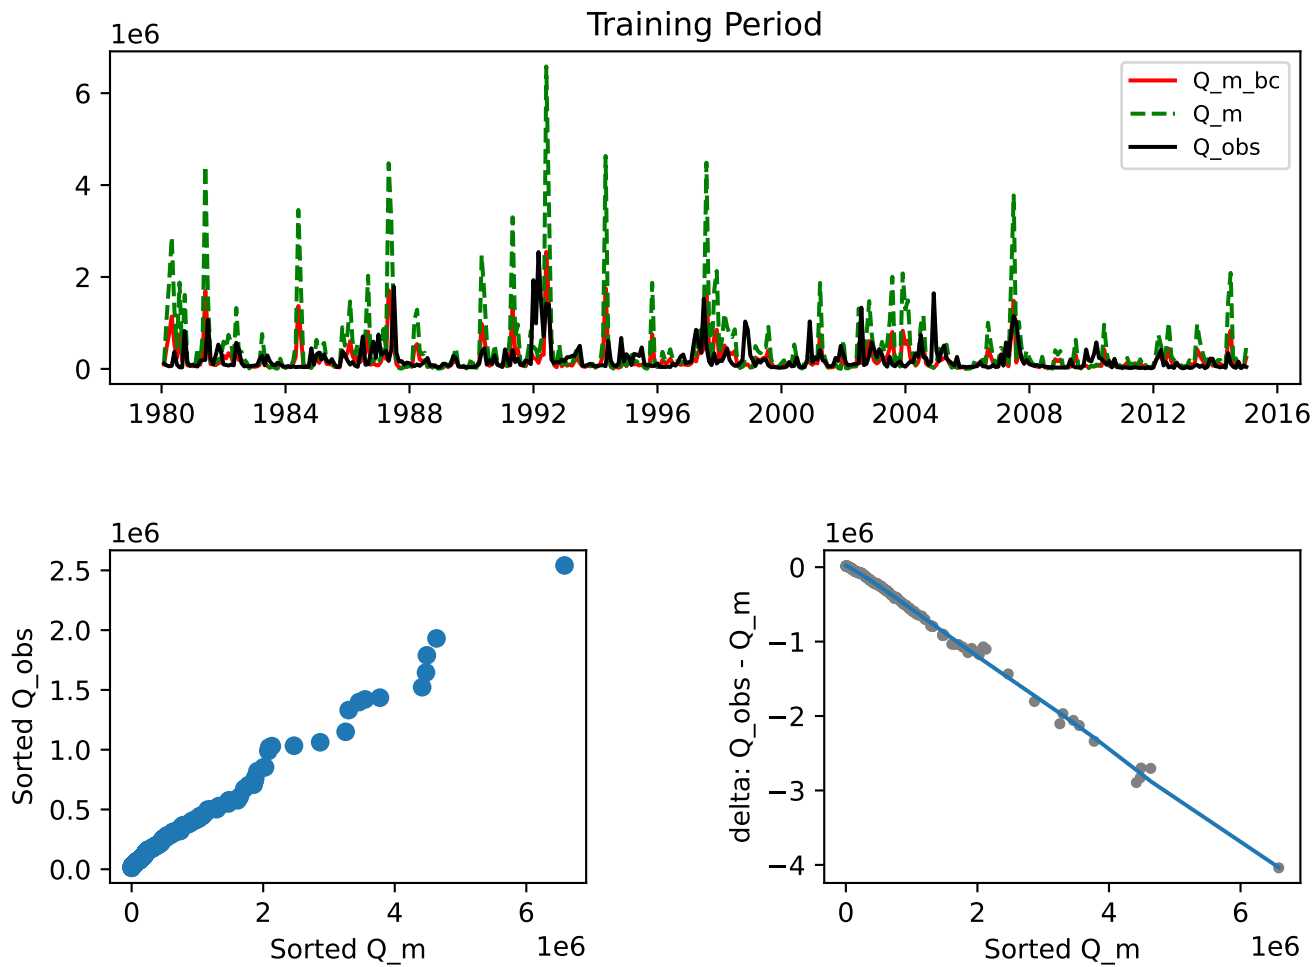 Training Period
1e6
6
4
2
0
Q_m_bc
Q_m
Q_obs
1980 1984 1988 1992 1996 2000 2004 2008 2012 2016
1e6
2.5
2.0
1.5
1.0
0.5
0.0
Sorted Q_obs
0 2 4 6
1e6
Sorted Q_m
1e6
0
−1
−2
−3
−4
delta: Q_obs - Q_m
0 2 4 6
1e6
Sorted Q_m